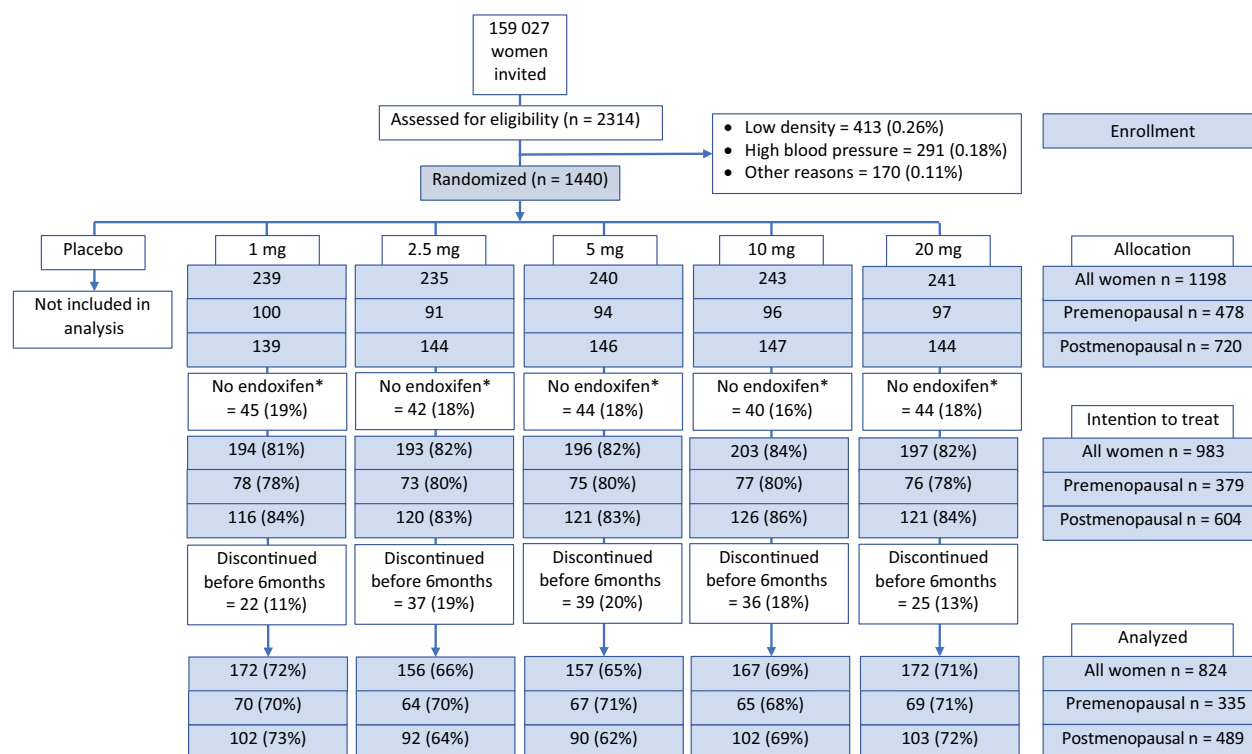 159 027
women
invited
Assessed for eligibility (n = 2314)
• Low density = 413 (0.26%)
• High blood pressure = 291 (0.18%)
• Other reasons = 170 (0.11%)
Enrollment
Randomized (n = 1440)
Placebo
1 mg
2.5 mg
5 mg
10 mg
20 mg
Allocation
Not included in
analysis
239
235
240
243
241
All women n = 1198
100
91
94
96
97
Premenopausal n = 478
139
144
146
147
144
Postmenopausal n = 720
No endoxifen*
= 45 (19%)
No endoxifen*
= 42 (18%)
No endoxifen*
= 44 (18%)
No endoxifen*
= 40 (16%)
No endoxifen*
= 44 (18%)
Intention to treat
194 (81%)
193 (82%)
196 (82%)
203 (84%)
197 (82%)
All women n = 983
78 (78%)
73 (80%)
75 (80%)
77 (80%)
76 (78%)
Premenopausal n = 379
116 (84%)
120 (83%)
121 (83%)
126 (86%)
121 (84%)
Postmenopausal n = 604
Discontinued
before 6months
= 22 (11%)
Discontinued
before 6months
= 37 (19%)
Discontinued
before 6months
= 39 (20%)
Discontinued
before 6months
= 36 (18%)
Discontinued
before 6months
= 25 (13%)
Analyzed
172 (72%)
156 (66%)
157 (65%)
167 (69%)
172 (71%)
All women n = 824
70 (70%)
64 (70%)
67 (71%)
65 (68%)
69 (71%)
Premenopausal n = 335
102 (73%)
92 (64%)
90 (62%)
102 (69%)
103 (72%)
Postmenopausal n = 489